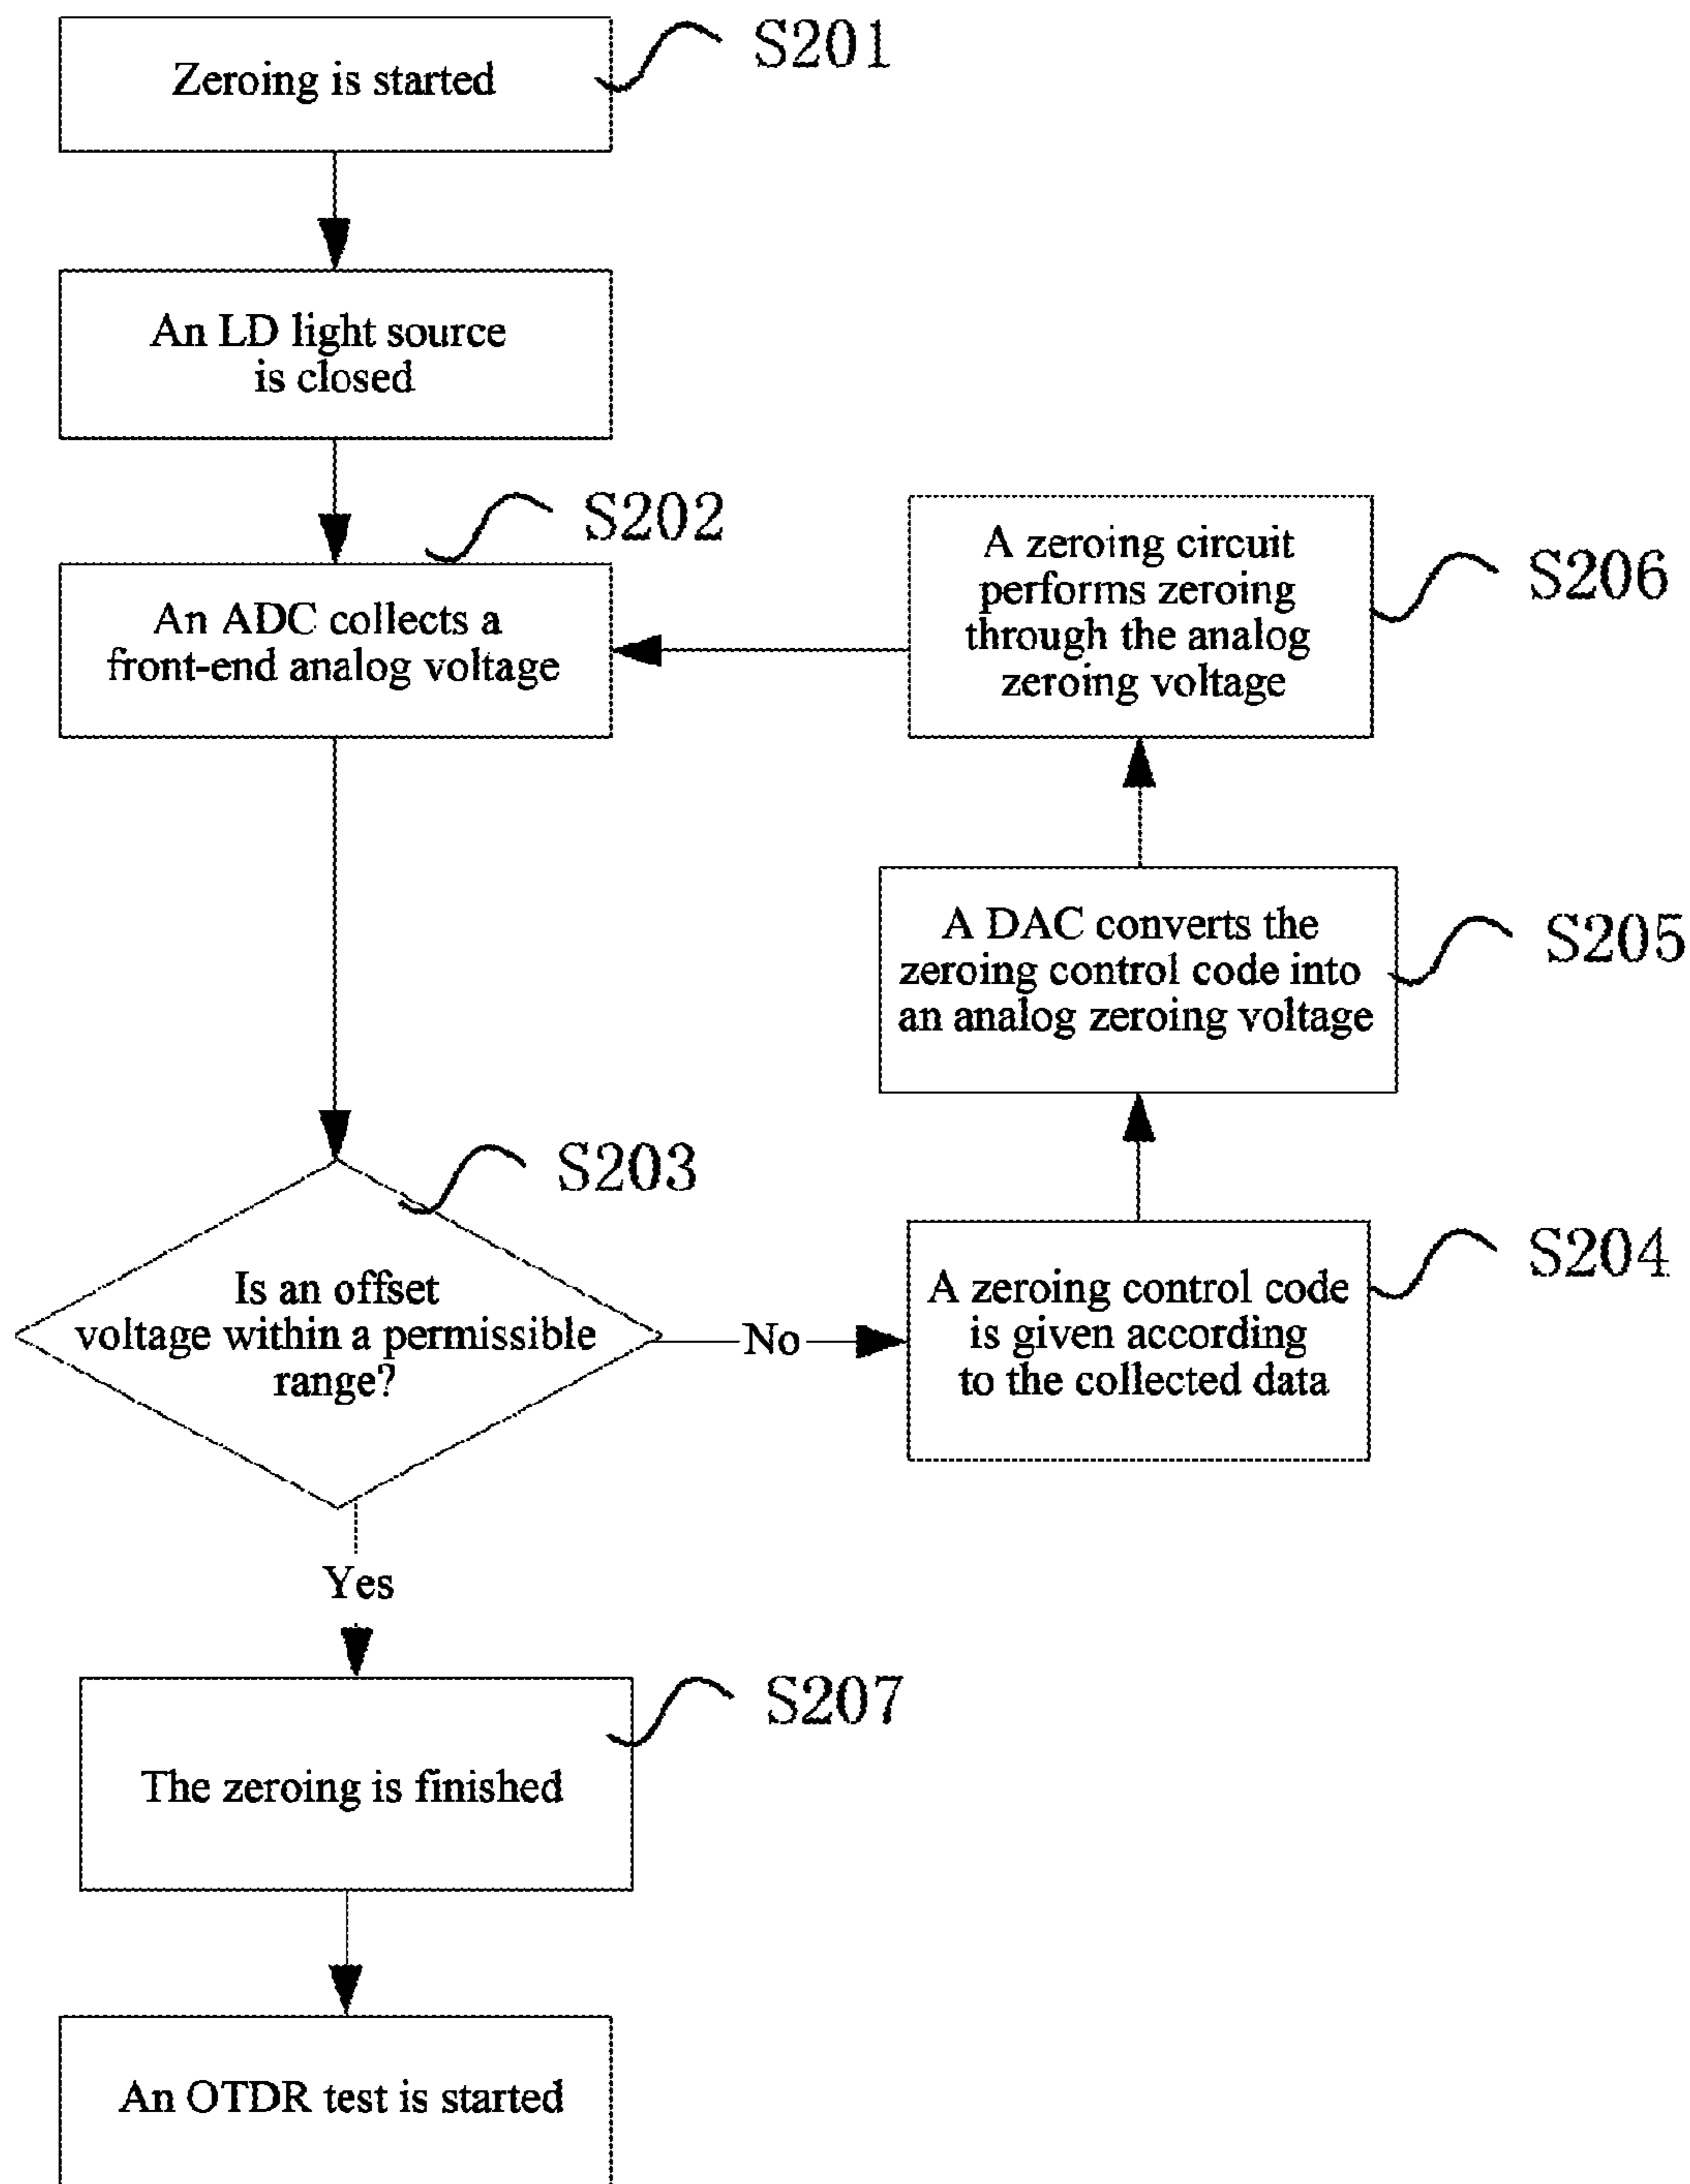 Zeroing is started
S201
An LD light source
is closed
S202
An ADC collects a
front-end analog voltage
A zeroing circuit
performs zeroing
through the analog
zeroing voltage
S206
A DAC converts the
zeroing control code into
an analog zeroing voltage
S205
S203
Is an offset
voltage within a permissible
range?
No
A zeroing control code
is given according
to the collected data
S204
Yes
S207
The zeroing is finished
An OTDR test is started